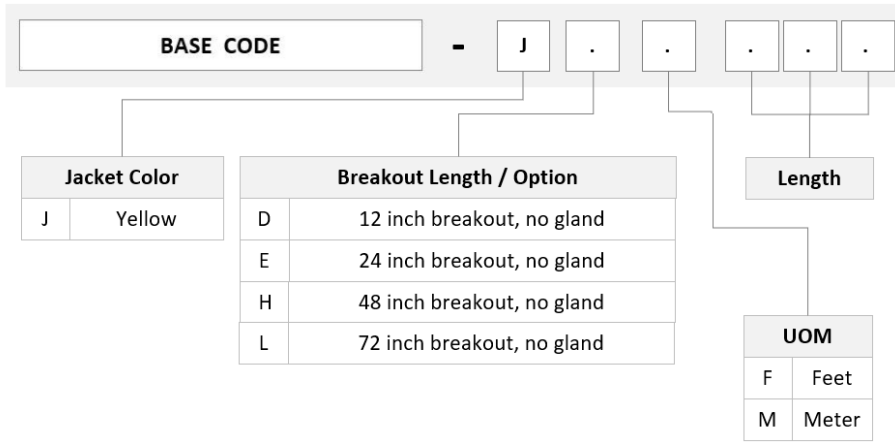 BASE CODE - J . . . . .
Jacket Color
J Yellow
Breakout Length / Option
D 12 inch breakout, no gland
E 24 inch breakout, no gland
H 48 inch breakout, no gland
L 72 inch breakout, no gland
Length
UOM
F Feet
M Meter